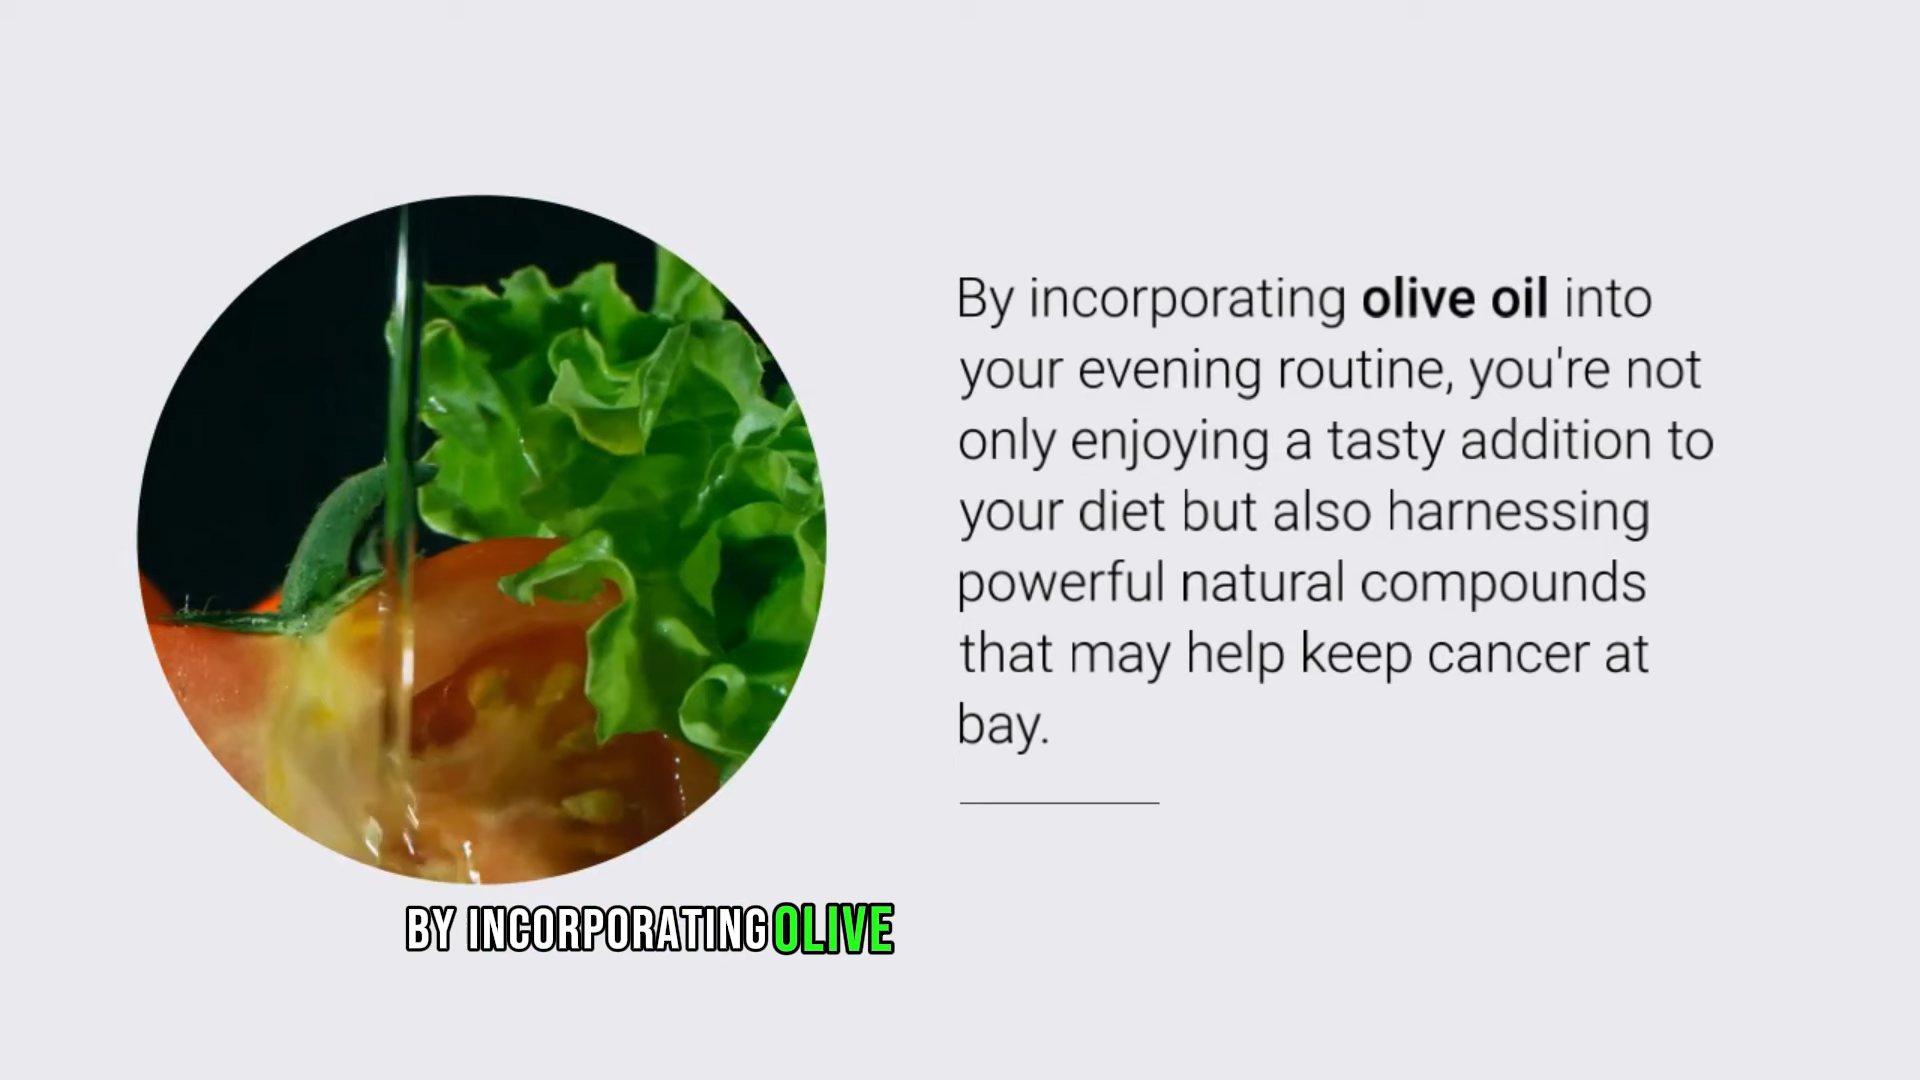 By incorporating olive oil into
your evening routine, you're not
only enjoying a tasty addition to
your diet but also harnessing
powerful natural compounds
that may help keep cancer at
bay.
BY INCORPORATING OLIVE